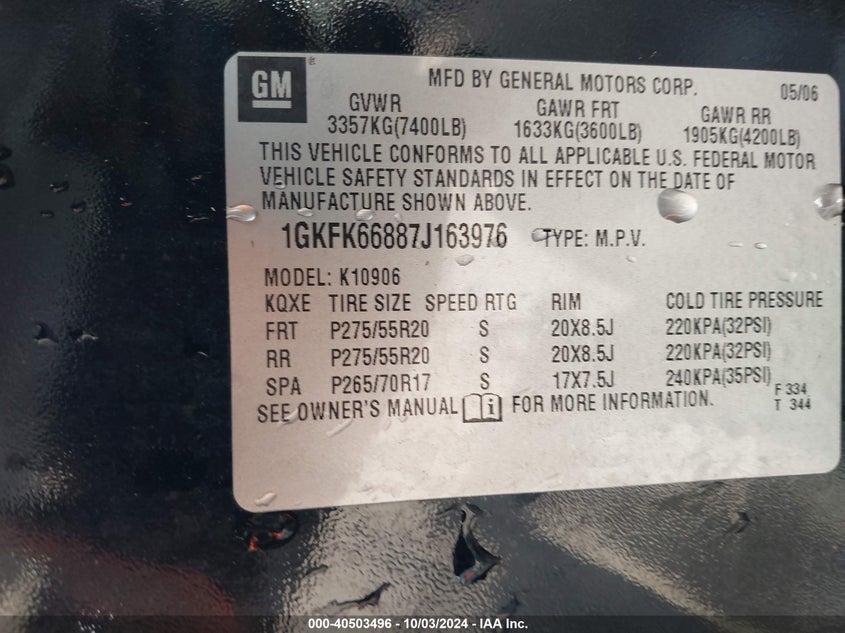 GM
MFD BY GENERAL MOTORS CORP. 05/06
GVWR GAWR FRT GAWR RR
3357KG(7400LB) 1633KG(3600LB) 1905KG(4200LB)
THIS VEHICLE CONFORMS TO ALL APPLICABLE U.S. FEDERAL MOTOR
VEHICLE SAFETY STANDARDS IN EFFECT ON THE DATE OF
MANUFACTURE SHOWN ABOVE.
1GKFK66887J163976 TYPE: M.P.V.
MODEL: K10906
KQXE TIRE SIZE SPEED RTG RIM COLD TIRE PRESSURE
FRT P275/55R20 S 20X8.5J 220KPA(32PSI)
RR P275/55R20 S 20X8.5J 220KPA(32PSI)
SPA P265/70R17 S 17X7.5J 240KPA(35PSI)
SEE OWNER'S MANUAL FOR MORE INFORMATION.
F 334
T 344
000-40503496 - 10/03/2024 - IAA Inc.